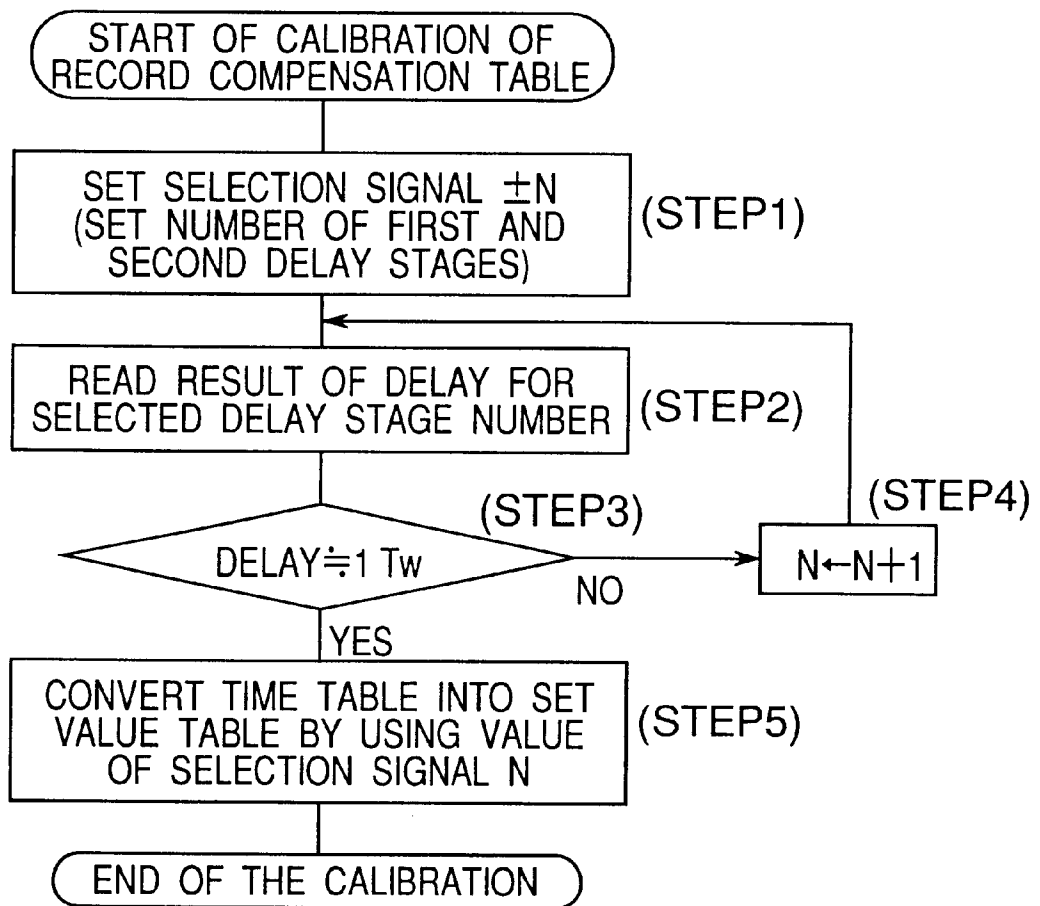 START OF CALIBRATION OF
RECORD COMPENSATION TABLE
SET SELECTION SIGNAL ±N
(SET NUMBER OF FIRST AND
SECOND DELAY STAGES)
(STEP1)
READ RESULT OF DELAY FOR
SELECTED DELAY STAGE NUMBER
(STEP2)
(STEP3)
DELAY≒1 Tw
NO
(STEP4)
N←N+1
YES
CONVERT TIME TABLE INTO SET
VALUE TABLE BY USING VALUE
OF SELECTION SIGNAL N
(STEP5)
END OF THE CALIBRATION